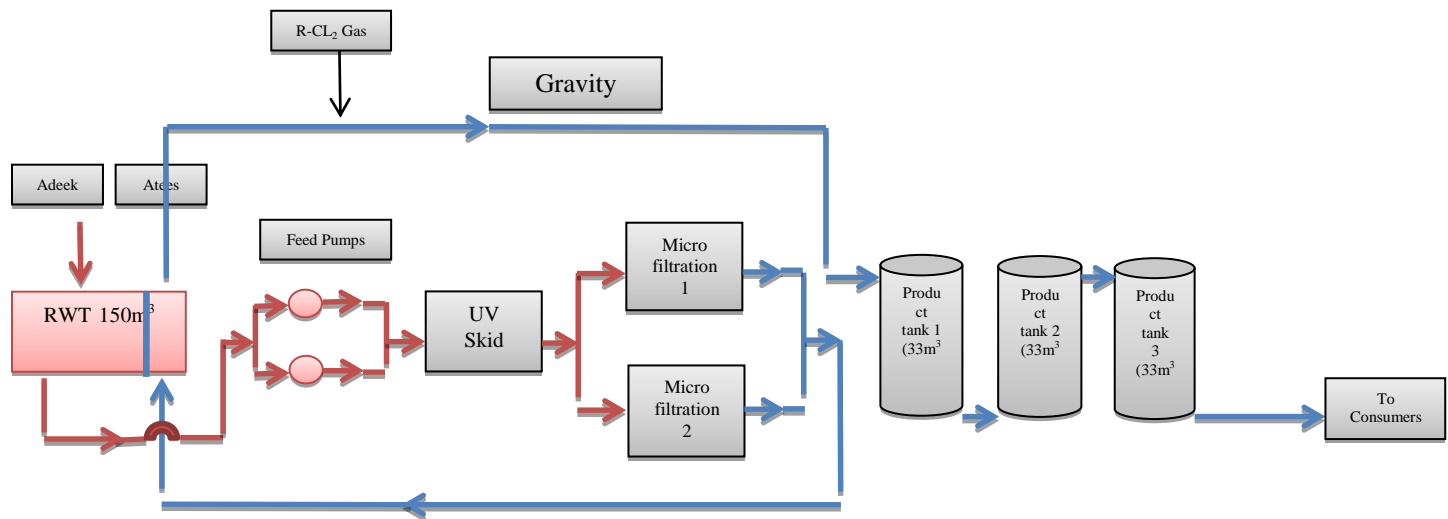 R-CL₂ Gas
Gravity
Adeek
Atees
Feed Pumps
RWT 150m³
UV
Skid
Micro
filtration
1
Micro
filtration
2
Produ
ct
tank 1
(33m³
Produ
ct
tank 2
(33m³
Produ
ct
tank
3
(33m³
To
Consumers